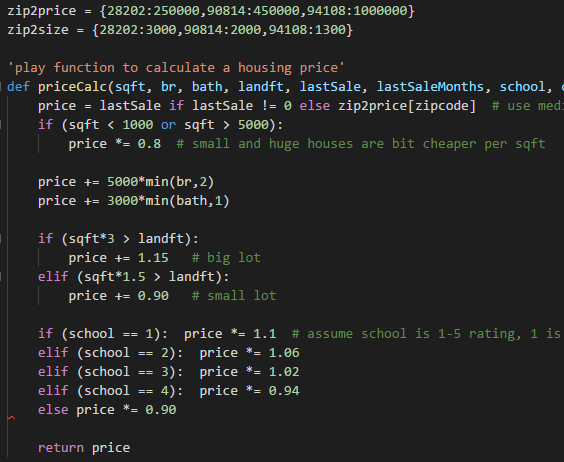 zip2price = {28202:250000,90814:450000,94108:1000000}
zip2size = {28202:3000,90814:2000,94108:1300}
'play function to calculate a housing price'
def priceCalc(sqft, br, bath, landft, lastSale, lastSaleMonths, school,
price = lastSale if lastSale != 0 else zip2price[zipcode]  # use
if (sqft < 1000 or sqft > 5000):
price *= 0.8  # small and huge houses are bit cheaper per sqft
price += 5000*min(br,2)
price += 3000*min(bath,1)
if (sqft*3 > landft):
price += 1.15   # big lot
elif (sqft*1.5 > landft):
price += 0.90   # small lot
if (school == 1):  price *= 1.1  # assume school is 1-5 rating, 1 is
elif (school == 2):  price *= 1.06
elif (school == 3):  price *= 1.02
elif (school == 4):  price *= 0.94
else price *= 0.90
return price